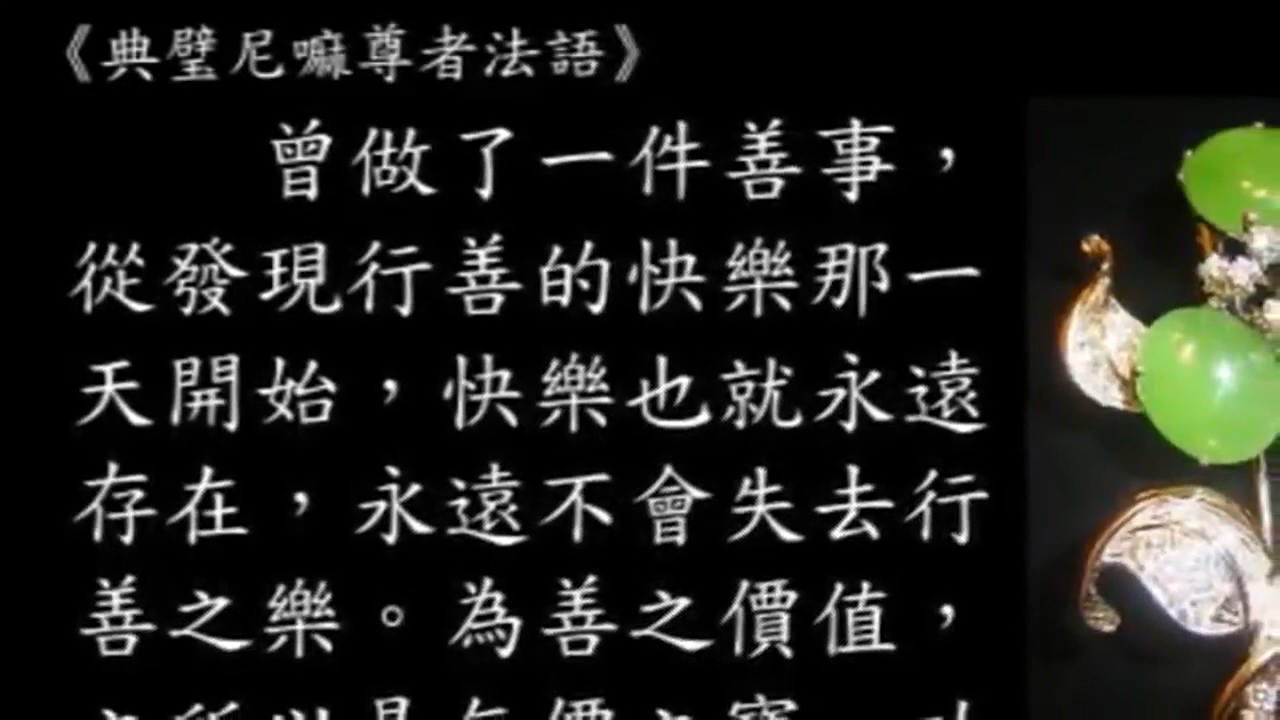 《典璧尼嘛尊者法語》
曾做了一件善事，
從發現行善的快樂那一
天開始，快樂也就永遠
存在，永遠不會失去行
善之樂。為善之價值，